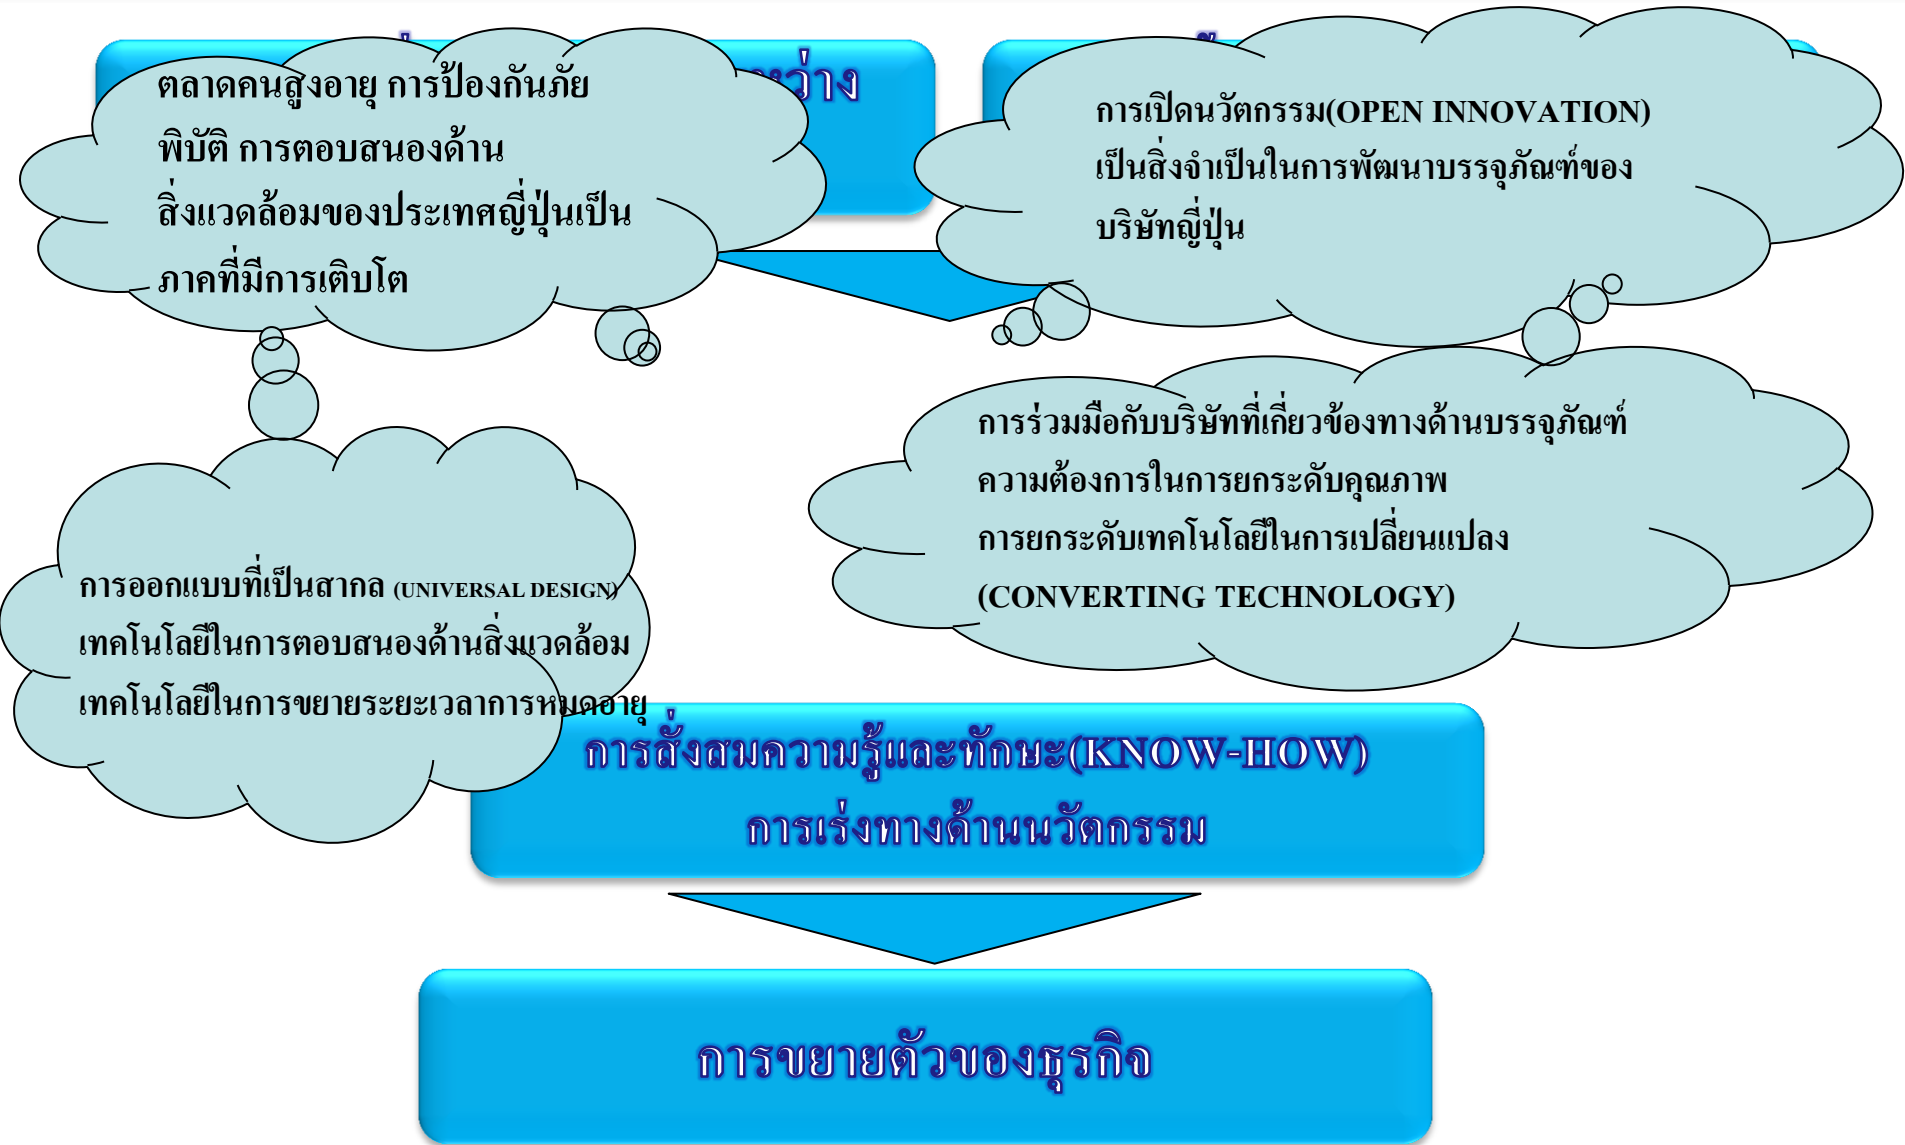 ตลาดคนสูงอายุ การป้องกันภัย
พิบัติ การตอบสนองด้าน
สิ่งแวดล้อมของประเทศญี่ปุ่นเป็น
ภาคที่มีการเติบโต
การเปิดนวัตกรรม(OPEN INNOVATION)
เป็นสิ่งจำเป็นในการพัฒนาบรรจุภัณฑ์ของ
บริษัทญี่ปุ่น
การร่วมมือกับบริษัทที่เกี่ยวข้องทางด้านบรรจุภัณฑ์
ความต้องการในการยกระดับคุณภาพ
การยกระดับเทคโนโลยีในการเปลี่ยนแปลง
(CONVERTING TECHNOLOGY)
การออกแบบที่เป็นสากล (UNIVERSAL DESIGN)
เทคโนโลยีในการตอบสนองด้านสิ่งแวดล้อม
เทคโนโลยีในการขยายระยะเวลาการหมดอายุ
การสั่งสมความรู้และทักษะ(KNOW-HOW)
การเร่งทางด้านนวัตกรรม
การขยายตัวของธุรกิจ